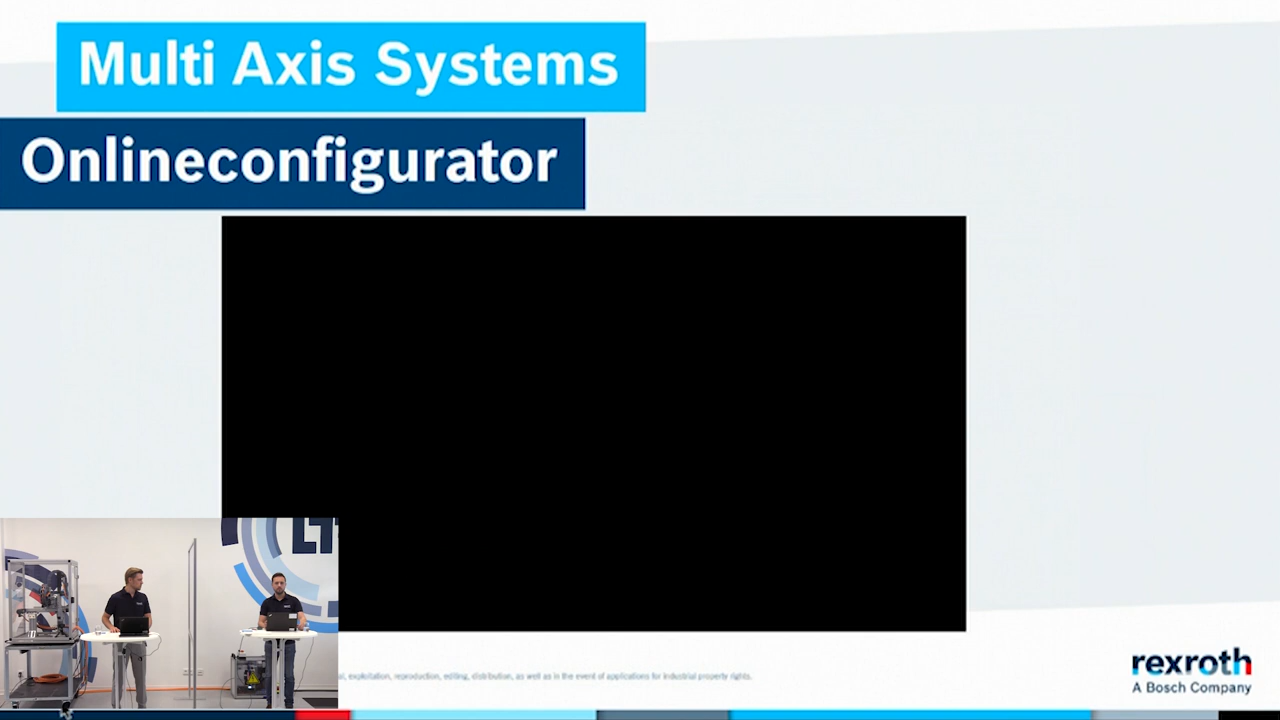 Multi Axis Systems
Onlineconfigurator
exploitation, reproduction, editing, distribution, as well as in the event of applications for industrial property rights.
rexroth
A Bosch Company